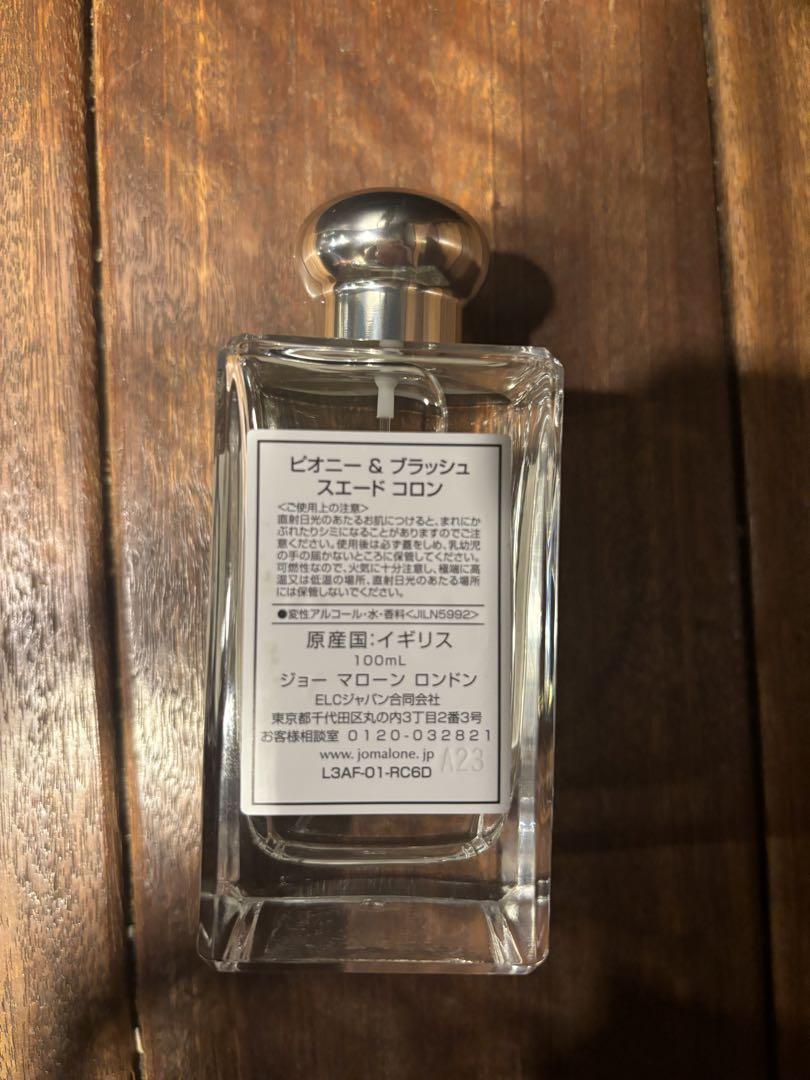 ピオニー & ブラッシュ
スエード コロン
<ご使用上の注意>
直射日光のあたるお肌につけると、まれにか
ぶれたりシミになることがありますのでご注
意ください。使用後は必ず蓋をしめ、乳幼児
の手の届かないところに保管してください。
可燃性なので、火気に十分注意し、極端に高
温又は低温の場所、直射日光のあたる場所
には保管しないでください。
●変性アルコール・水・香料<JILN5992>
原産国:イギリス
100mL
ジョー マローン ロンドン
ELCジャパン合同会社
東京都千代田区丸の内3丁目2番3号
お客様相談室 0120-032821
www.jomalone.jp
A23
L3AF-01-RC6D